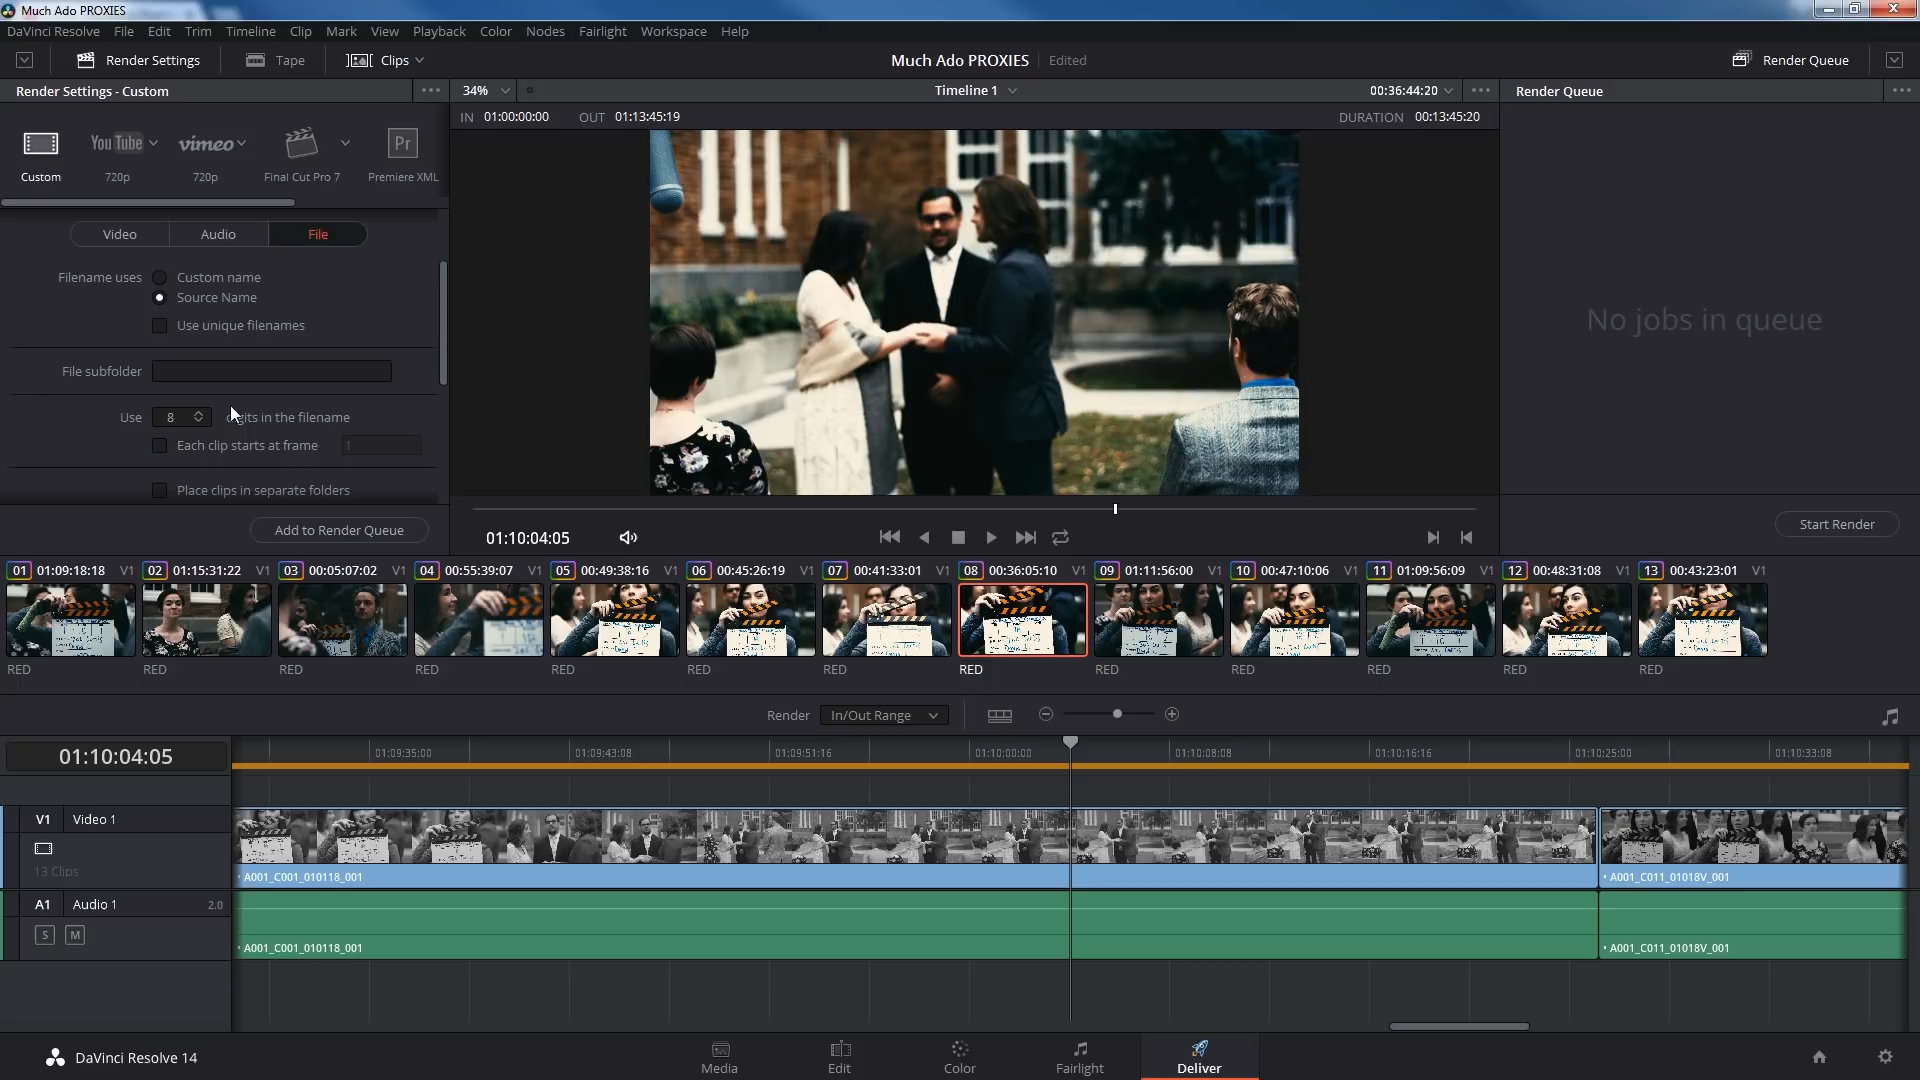 Much Ado PROXIES
DaVinci Resolve File Edit Trim Timeline Clip Mark View Playback Color Nodes Fairlight Workspace Help
Render Settings Tape Clips Much Ado PROXIES Edited Render Queue
Render Settings - Custom 34% Timeline 1 00:36:44:20 Render Queue
IN 01:00:00:00 OUT 01:13:45:19 DURATION 00:13:45:20
YouTube vimeo Pr
Custom 720p 720p Final Cut Pro 7 Premiere XML
Video Audio File
Filename uses Custom name
Source Name
Use unique filenames
No jobs in queue
File subfolder
Use 8 digits in the filename
Each clip starts at frame 1
Place clips in separate folders
Add to Render Queue
01:10:04:05
Start Render
01 01:09:18:18 V1 02 01:15:31:22 V1 03 00:05:07:02 V1 04 00:55:39:07 V1 05 00:49:38:16 V1 06 00:45:26:19 V1 07 00:41:33:01 V1 08 00:36:05:10 V1 09 01:11:56:00 V1 10 00:47:10:06 V1 11 01:09:56:09 V1 12 00:48:31:08 V1 13 00:43:23:01 V1
RED RED RED RED RED RED RED RED RED RED RED RED RED
Render In/Out Range
01:10:04:05 01:09:35:00 01:09:43:08 01:09:51:16 01:10:00:00 01:10:08:08 01:10:16:16 01:10:25:00 01:10:33:08
V1 Video 1
13 Clips
A001_C001_010118_001 A001_C011_01018V_001
A1 Audio 1 2.0
S M
A001_C001_010118_001 A001_C011_01018V_001
DaVinci Resolve 14
Media Edit Color Fairlight Deliver